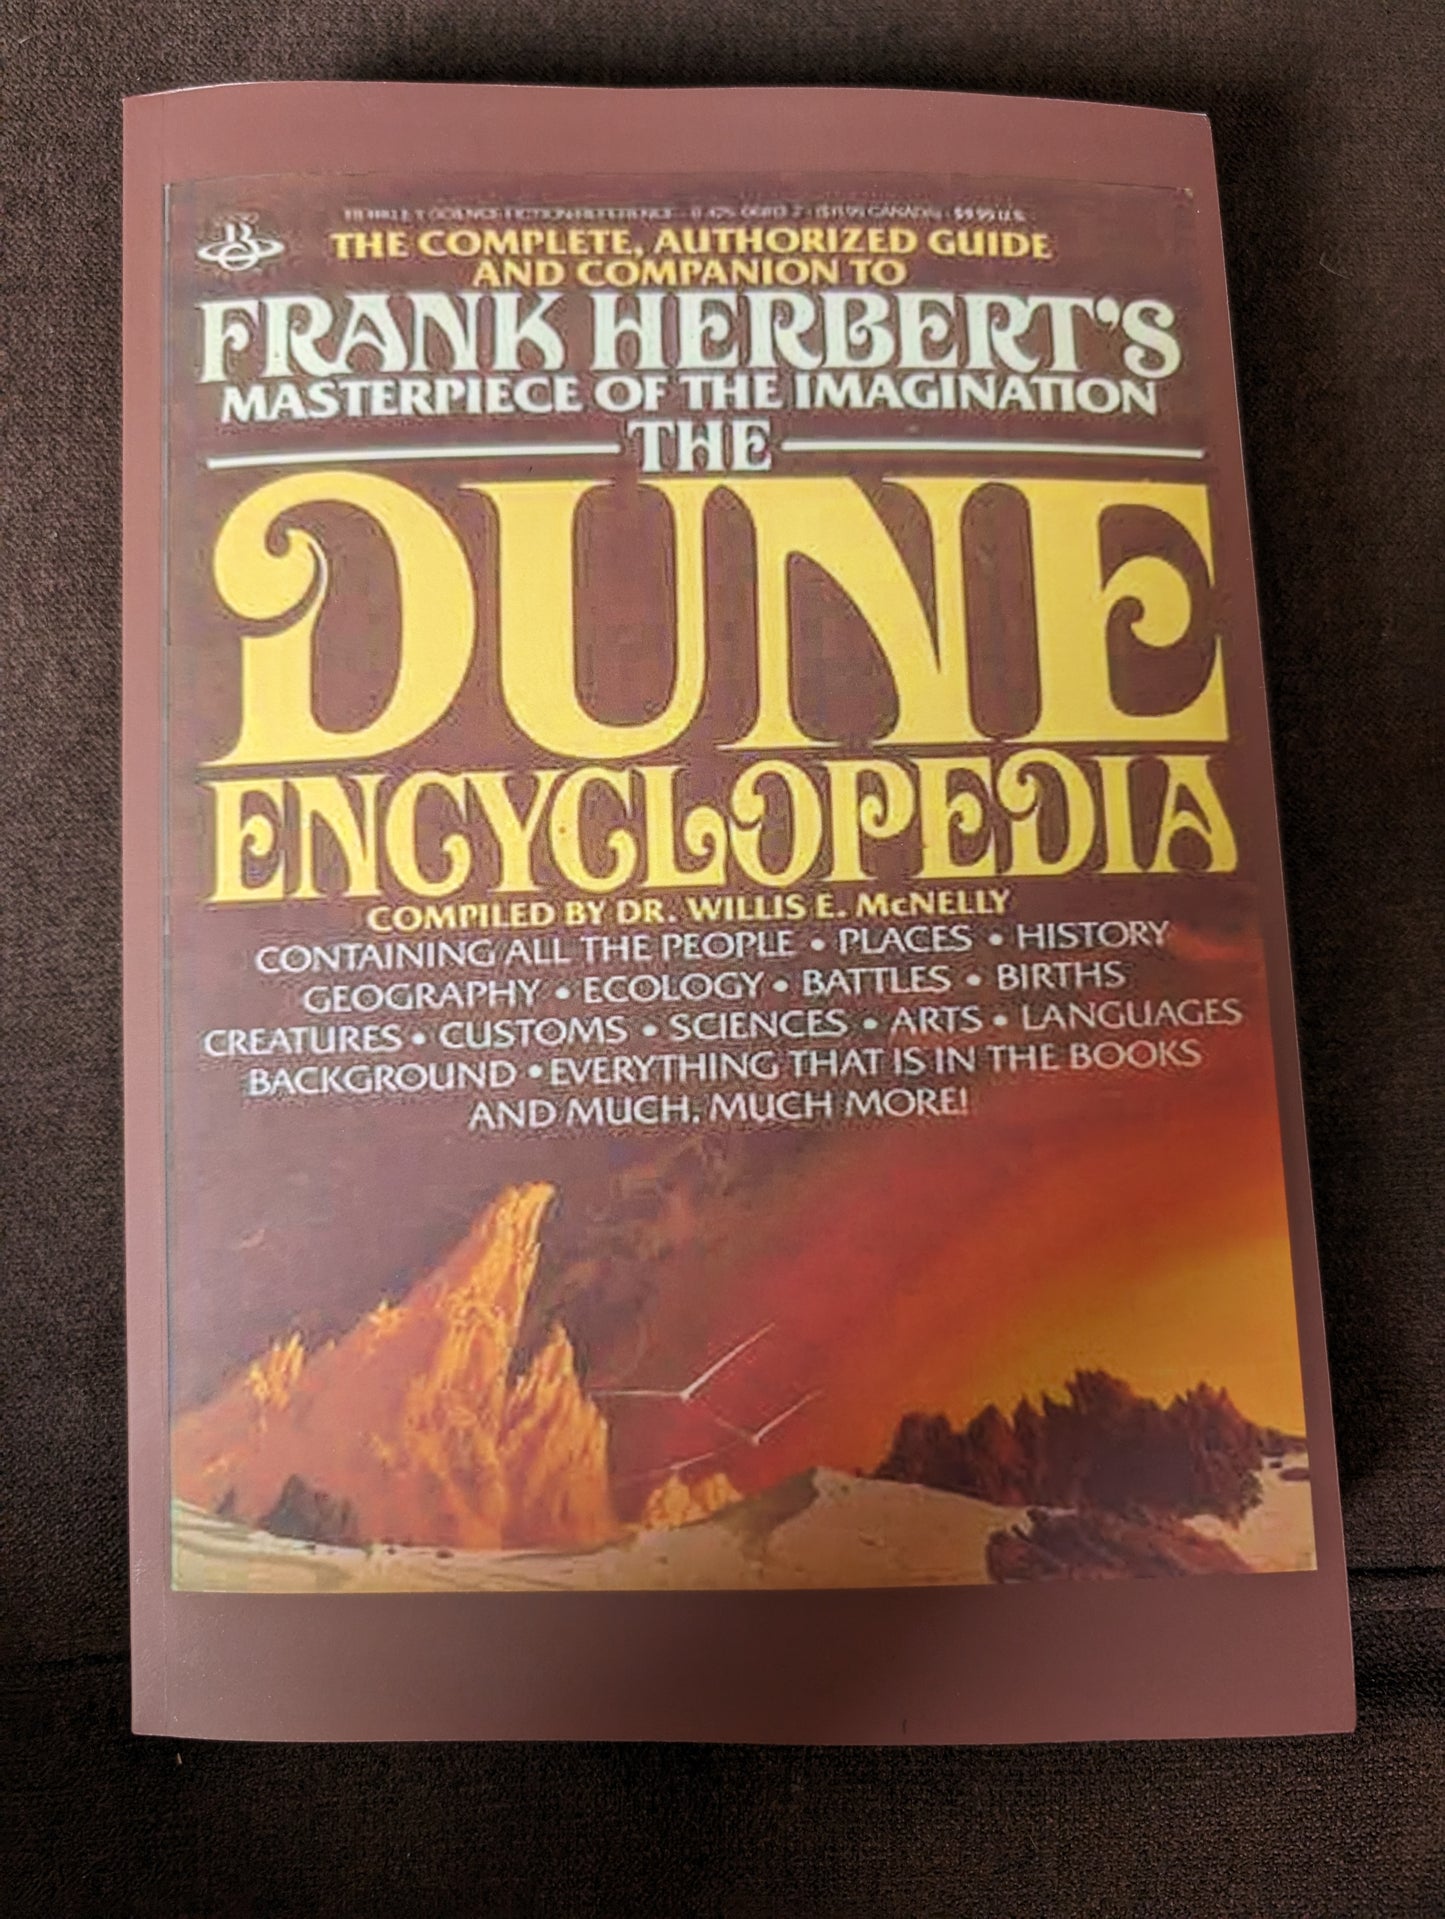 THE COMPLETE, AUTHORIZED GUIDE
AND COMPANION TO
FRANK HERBERT'S
MASTERPIECE OF THE IMAGINATION
THE
DUNE
ENCYCLOPEDIA
COMPILED BY DR. WILLIS E. McNELLY
CONTAINING ALL THE PEOPLE • PLACES • HISTORY
GEOGRAPHY • ECOLOGY • BATTLES • BIRTHS
CREATURES • CUSTOMS • SCIENCES • ARTS • LANGUAGES
BACKGROUND • EVERYTHING THAT IS IN THE BOOKS
AND MUCH, MUCH MORE!